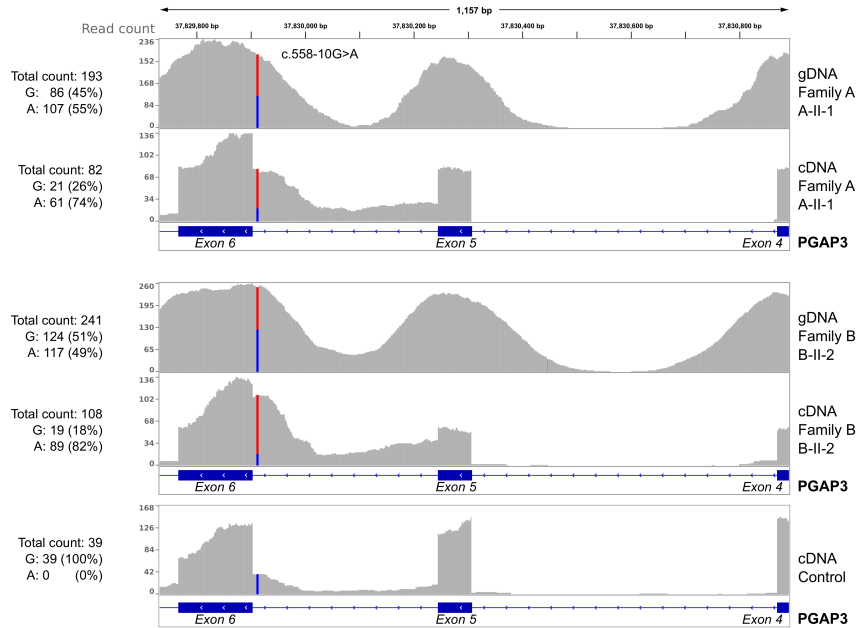 1,157 bp
37,829,800 bp 37,830,000 bp 37,830,200 bp 37,830,400 bp 37,830,600 bp 37,830,800 bp
Read count
236
152
168
84
0
c.558-10G>A
Total count: 193
G: 86 (45%)
A: 107 (55%)
gDNA
Family A
A-II-1
136
102
68
34
0
Total count: 82
G: 21 (26%)
A: 61 (74%)
cDNA
Family A
A-II-1
Exon 6 Exon 5 Exon 4 PGAP3
260
195
130
65
0
Total count: 241
G: 124 (51%)
A: 117 (49%)
gDNA
Family B
B-II-2
136
102
68
34
0
Total count: 108
G: 19 (18%)
A: 89 (82%)
cDNA
Family B
B-II-2
Exon 6 Exon 5 Exon 4 PGAP3
168
126
84
42
0
Total count: 39
G: 39 (100%)
A: 0 (0%)
cDNA
Control
Exon 6 Exon 5 Exon 4 PGAP3